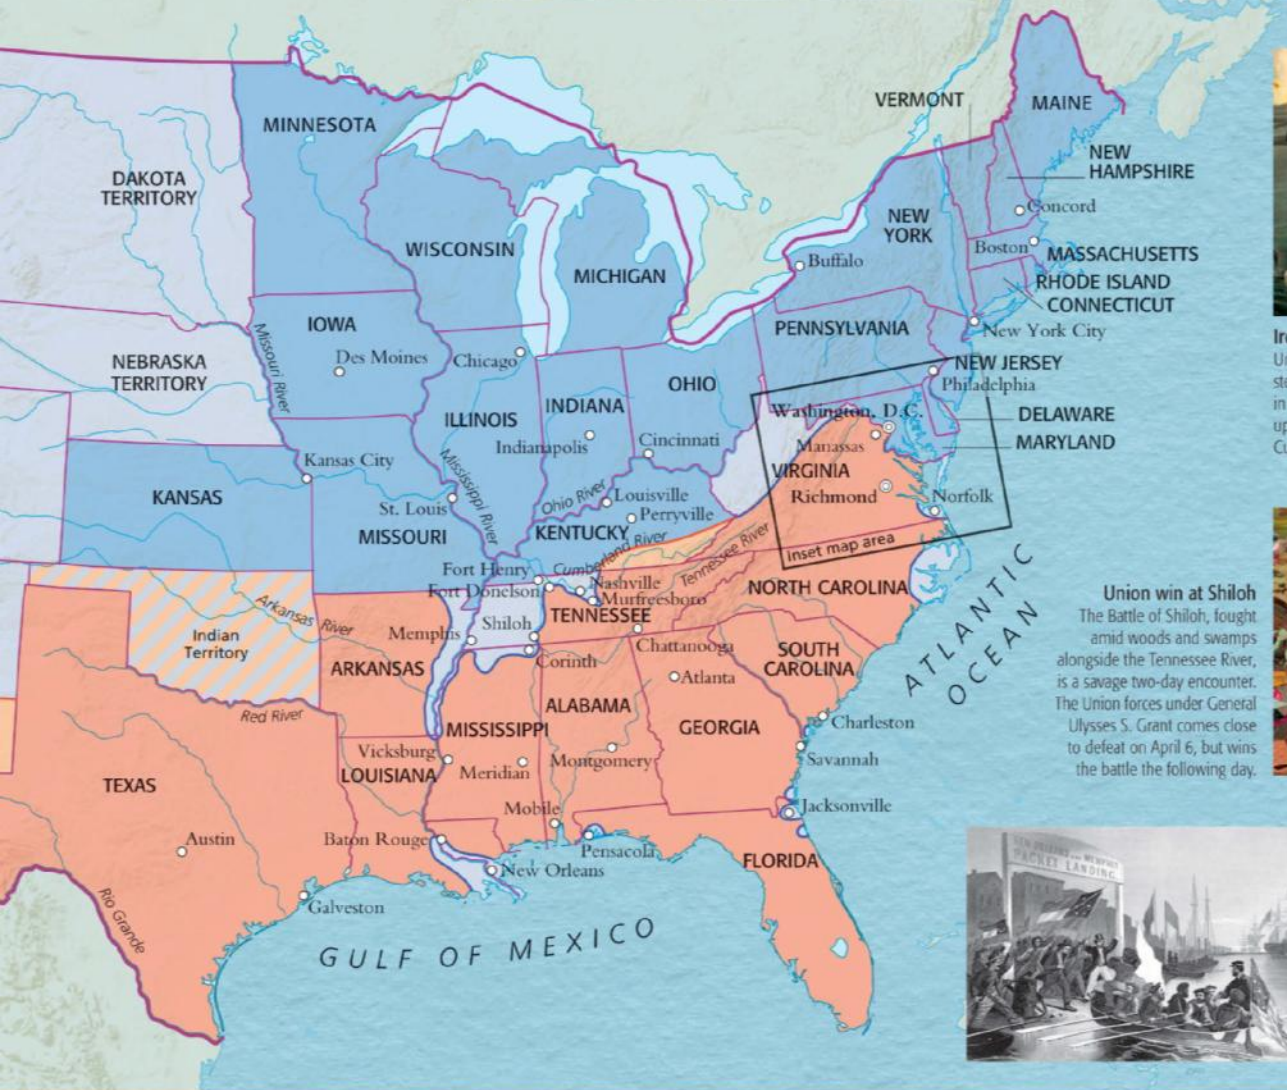 VERMONT
MAINE
MINNESOTA
NEW
HAMPSHIRE
DAKOTA
TERRITORY
Concord
NEW
YORK
WISCONSIN
Boston
MASSACHUSETTS
Buffalo
MICHIGAN
RHODE ISLAND
CONNECTICUT
IOWA
PENNSYLVANIA
New York City
Missouri River
Des Moines
Chicago
NEBRASKA
TERRITORY
NEW JERSEY
Philadelphia
OHIO
INDIANA
ILLINOIS
Washington, D.C.
DELAWARE
Indianapolis
Cincinnati
Manassas
MARYLAND
Kansas City
Mississippi River
VIRGINIA
KANSAS
Ohio River
Louisville
Richmond
Norfolk
St. Louis
Perryville
MISSOURI
KENTUCKY
Cumberland River
Tennessee River
inset map area
Fort Henry
Fort Donelson
Nashville
NORTH CAROLINA
Murfreesboro
Arkansas River
TENNESSEE
Shiloh
Memphis
Indian
Territory
Chattanooga
SOUTH
CAROLINA
Corinth
ARKANSAS
Atlanta
ATLANTIC
OCEAN
Red River
ALABAMA
MISSISSIPPI
GEORGIA
Charleston
Vicksburg
Montgomery
Savannah
LOUISIANA
Meridian
TEXAS
Mobile
Jacksonville
Austin
Baton Rouge
Pensacola
FLORIDA
New Orleans
Rio Grande
Galveston
GULF OF MEXICO
Union win at Shiloh
The Battle of Shiloh, fought
amid woods and swamps
alongside the Tennessee River,
is a savage two-day encounter.
The Union forces under General
Ulysses S. Grant comes close
to defeat on April 6, but wins
the battle the following day.
PACKET LANDING.